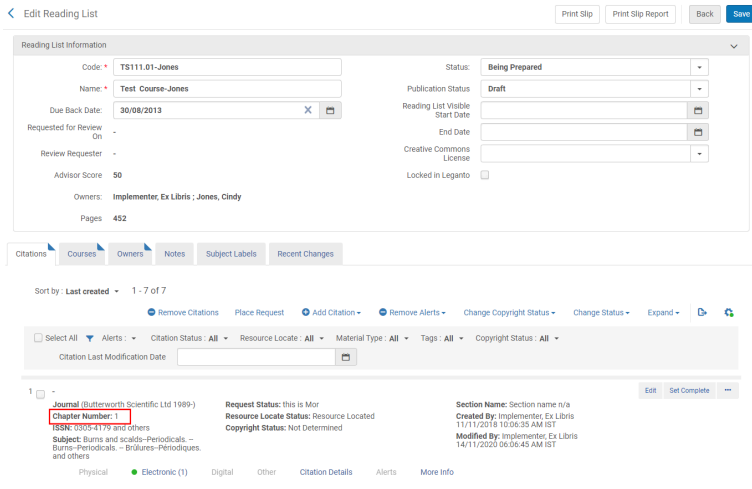 Edit Reading List Print Slip Print Slip Report Back Save
Reading List Information
Code: * TS111.01-Jones Status: Being Prepared
Name: * Test Course-Jones Publication Status Draft
Due Back Date: 30/08/2013 Reading List Visible Start Date
Requested for Review On - End Date
Review Requester - Creative Commons License
Advisor Score 50 Locked in Leganto
Owners: Implementer, Ex Libris ; Jones, Cindy
Pages 452
Citations Courses Owners Notes Subject Labels Recent Changes
Sort by : Last created 1 - 7 of 7
Remove Citations Place Request Add Citation Remove Alerts Change Copyright Status Change Status Expand
Select All Alerts : Citation Status : All Resource Locate : All Material Type : All Tags : All Copyright Status : All
Citation Last Modification Date
1 - Edit Set Complete ...
Journal (Butterworth Scientific Ltd 1989-) Request Status: this is Mor Section Name: Section name n/a
Chapter Number: 1 Resource Locate Status: Resource Located Created By: Implementer, Ex Libris
ISSN: 0305-4179 and others Copyright Status: Not Determined 11/11/2018 10:06:35 AM IST
Subject: Burns and scalds--Periodicals. -- Modified By: Implementer, Ex Libris
Burns--Periodicals. -- Brûlures--Périodiques. 14/11/2020 06:06:45 AM IST
and others
Physical Electronic (1) Digital Other Citation Details Alerts More Info